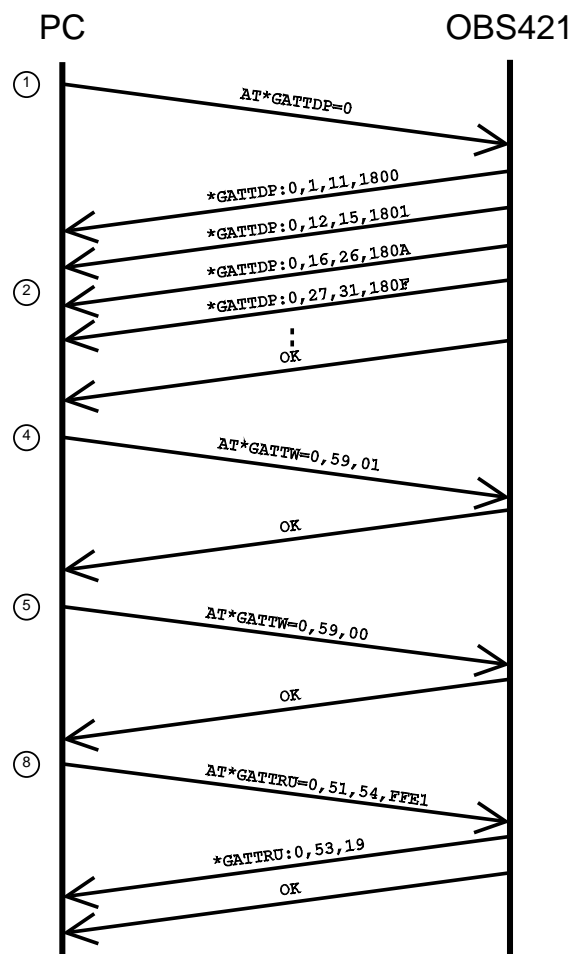 PC OBS421
1
AT*GATTDP=0
*GATTDP:0,1,11,1800
*GATTDP:0,12,15,1801
*GATTDP:0,16,26,180A
2
*GATTDP:0,27,31,180F
OK
4
AT*GATTW=0,59,01
OK
5
AT*GATTW=0,59,00
OK
8
AT*GATTRU=0,51,54,FFE1
*GATTRU:0,53,19
OK